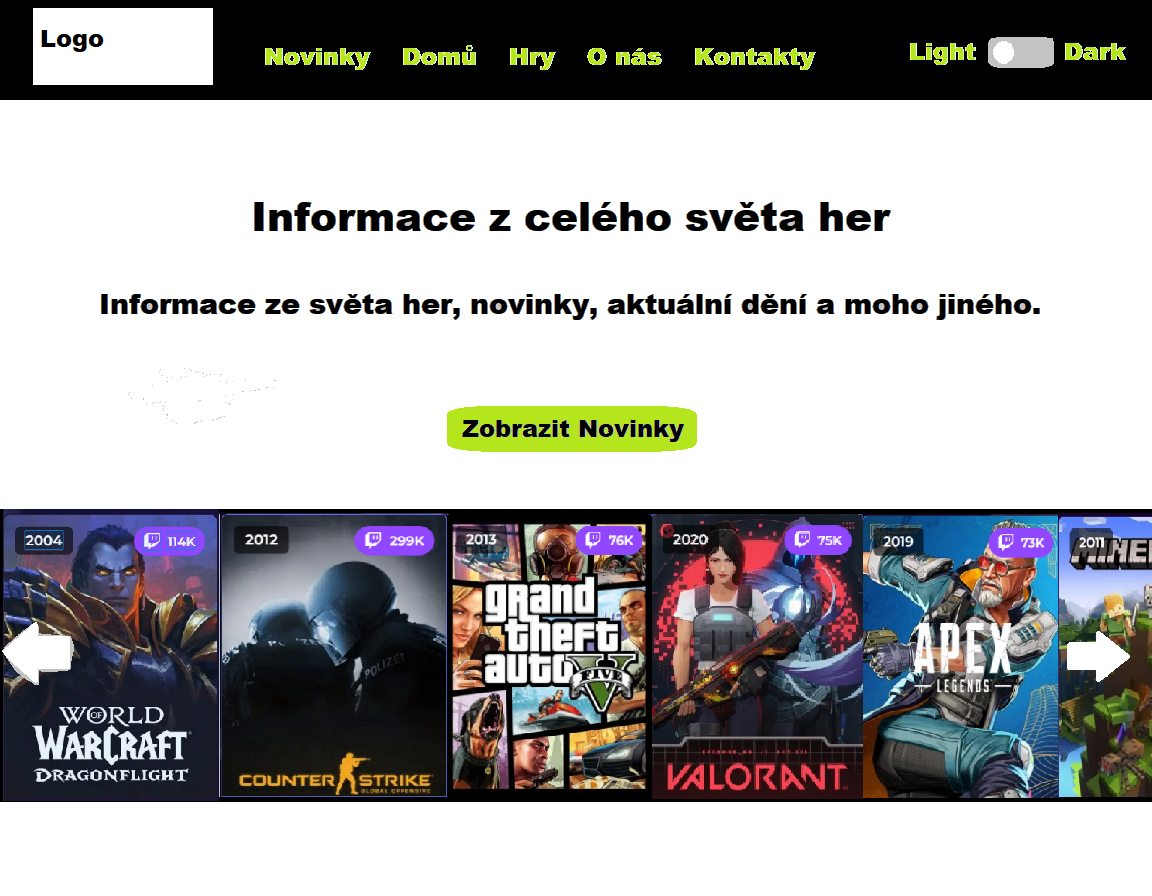 Logo
Novinky Domů Hry O nás Kontakty
Light Dark
Informace z celého světa her
Informace ze světa her, novinky, aktuální dění a moho jiného.
Zobrazit Novinky
2004 114K
2012 299K
2013 76K
2020 75K
2019 73K
2011
POLIZEI
WORLD OF WARCRAFT
DRAGONFLIGHT
COUNTER STRIKE
GLOBAL OFFENSIVE
grand
theft
auto
FIVE
VALORANT
APEX
LEGENDS
MINE